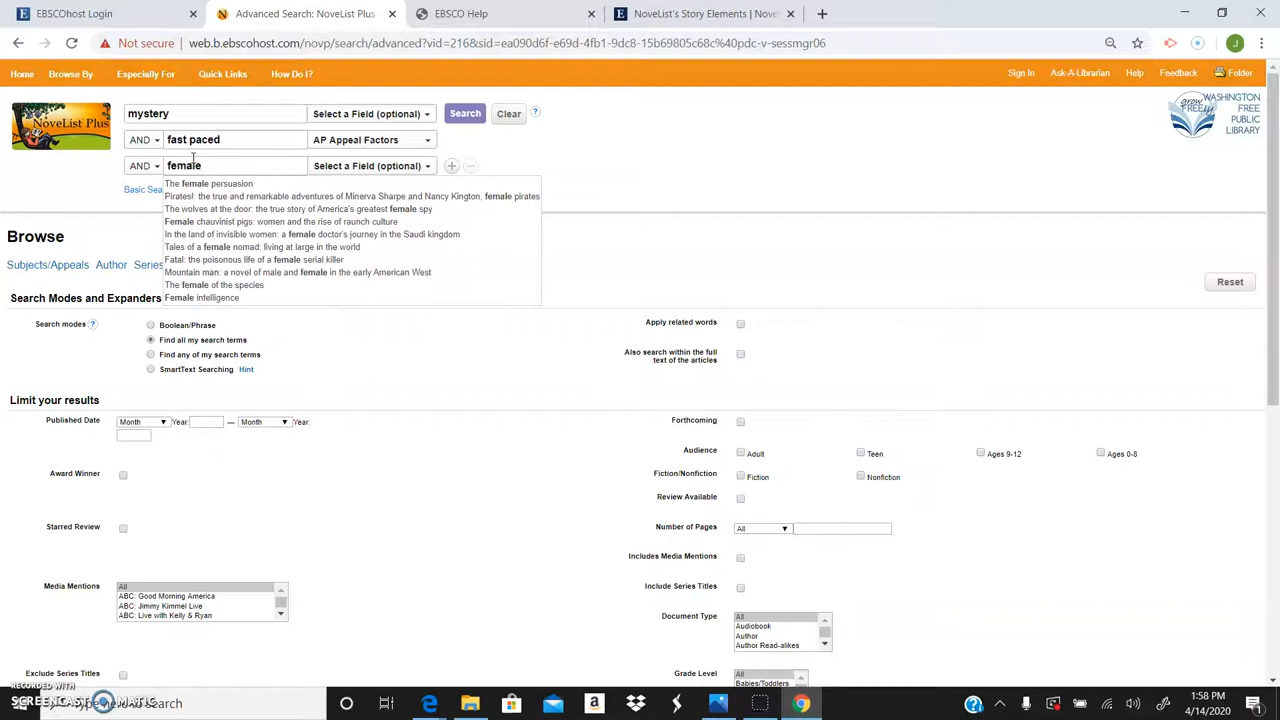 EBSCOhost Login
Advanced Search: NoveList Plus
EBSCO Help
NoveList's Story Elements | Nove
Not secure
web.b.ebscohost.com/novp/search/advanced?vid=216&sid=ea090d6f-e69d-4fb1-9dc8-15b69805c68c%40pdc-v-sessmgr06
J
Home Browse By Especially For Quick Links How Do I?
Sign In Ask-A-Librarian Help Feedback Folder
NoveList Plus
mystery Select a Field (optional) Search Clear ?
AND fast paced AP Appeal Factors
AND female Select a Field (optional)
grow FREEly
WASHINGTON
FREE
PUBLIC
LIBRARY
Basic Sea
The female persuasion
Pirates!: the true and remarkable adventures of Minerva Sharpe and Nancy Kington, female pirates
The wolves at the door: the true story of America's greatest female spy
Female chauvinist pigs: women and the rise of raunch culture
In the land of invisible women: a female doctor's journey in the Saudi kingdom
Tales of a female nomad: living at large in the world
Fatal: the poisonous life of a female serial killer
Mountain man: a novel of male and female in the early American West
The female of the species
Female intelligence
Browse
Subjects/Appeals Author Series
Reset
Search Modes and Expanders
Search modes ?
Boolean/Phrase
Find all my search terms
Find any of my search terms
SmartText Searching Hint
Apply related words
Also search within the full
text of the articles
Limit your results
Published Date Month Year: — Month Year:
Forthcoming
Audience Adult Teen Ages 9-12 Ages 0-8
Award Winner
Fiction/Nonfiction Fiction Nonfiction
Review Available
Starred Review
Number of Pages All
Includes Media Mentions
Media Mentions
All
ABC: Good Morning America
ABC: Jimmy Kimmel Live
ABC: Live with Kelly & Ryan
Include Series Titles
Document Type
All
Audiobook
Author
Author Read-alikes
Exclude Series Titles
Grade Level
All
Babies/Toddlers
RECORDED WITH
SCREENCAST MATIC
Type here to search
1:58 PM
4/14/2020